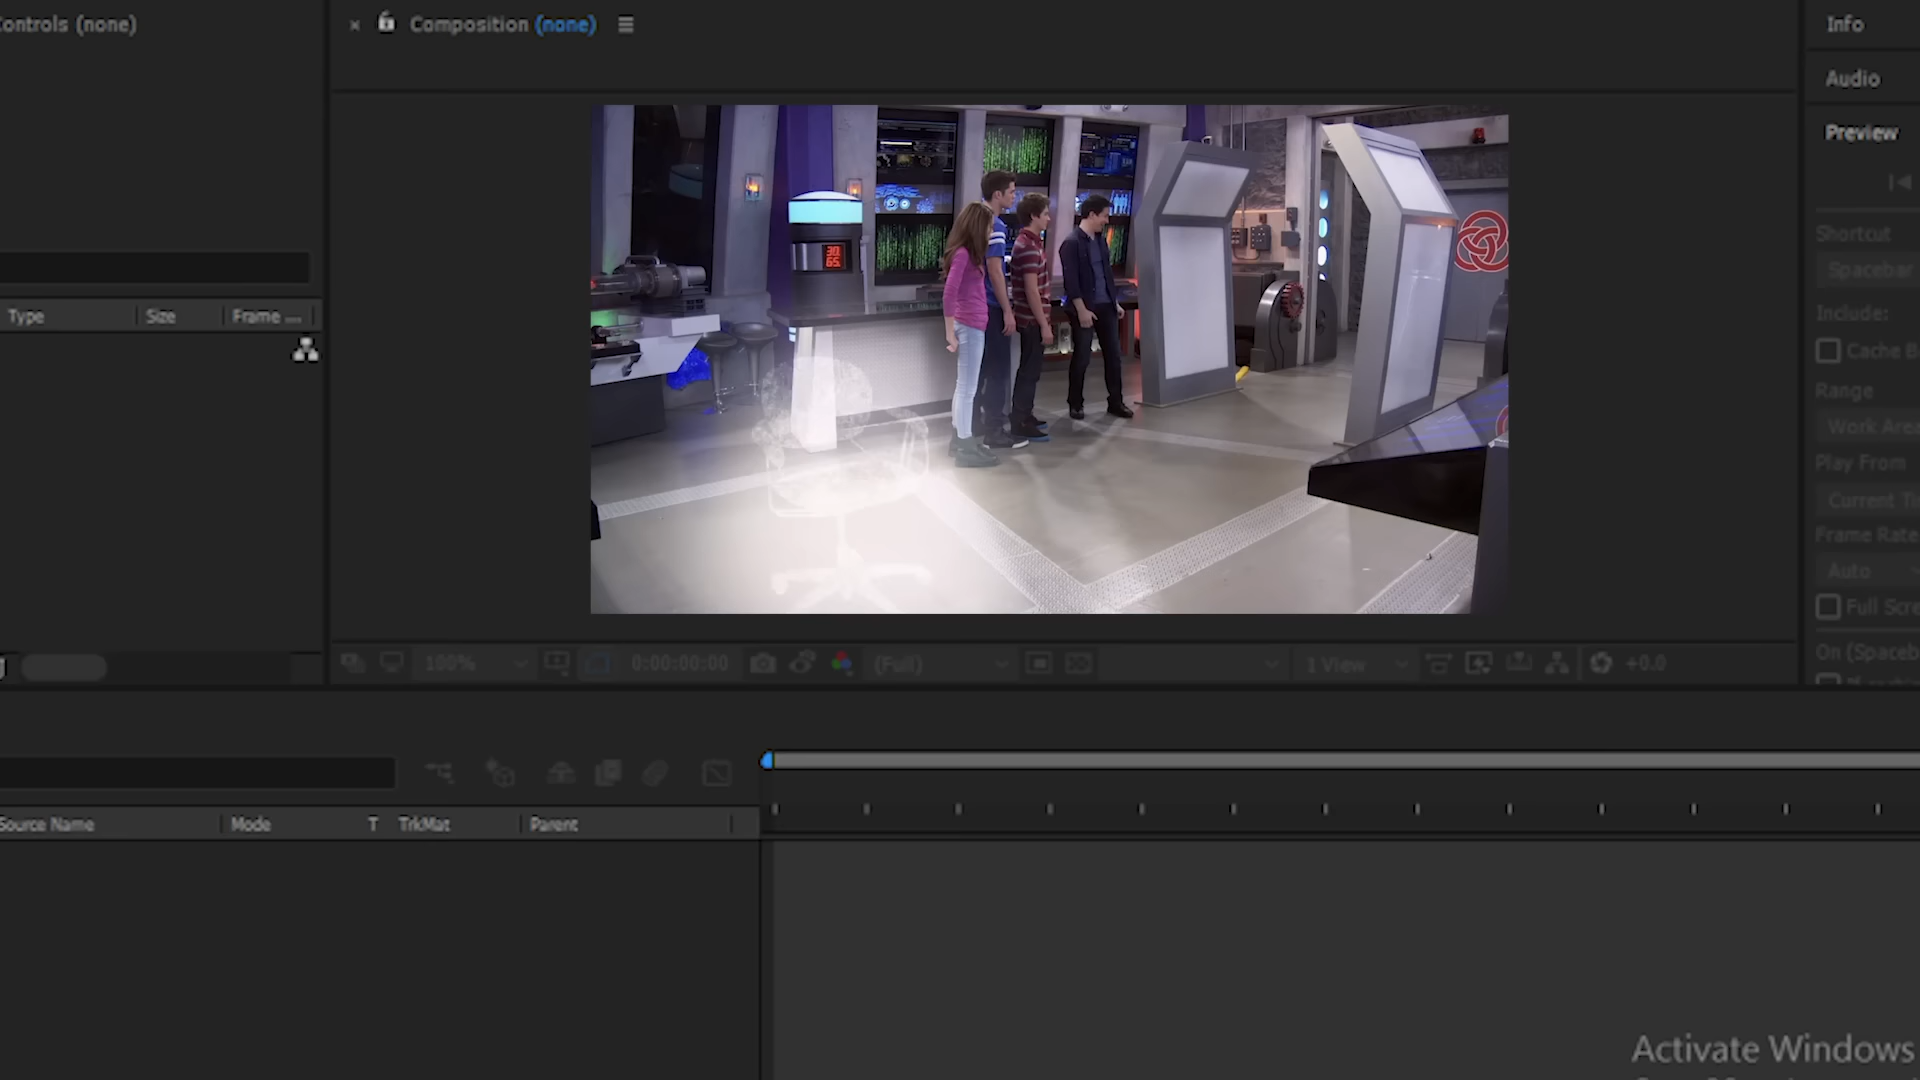 Controls (none)
× Composition (none)
Info
Audio
Preview
Shortcut
Spacebar
Include:
Cache B
Range
Work Area
Play From
Current Ti
Frame Rate
Auto
Full Scre
On (Spaceb
Type Size Frame ...
30
65
100%
0:00:00:00
(Full)
1 View
+0.0
Source Name Mode T TrkMat Parent
Activate Windows